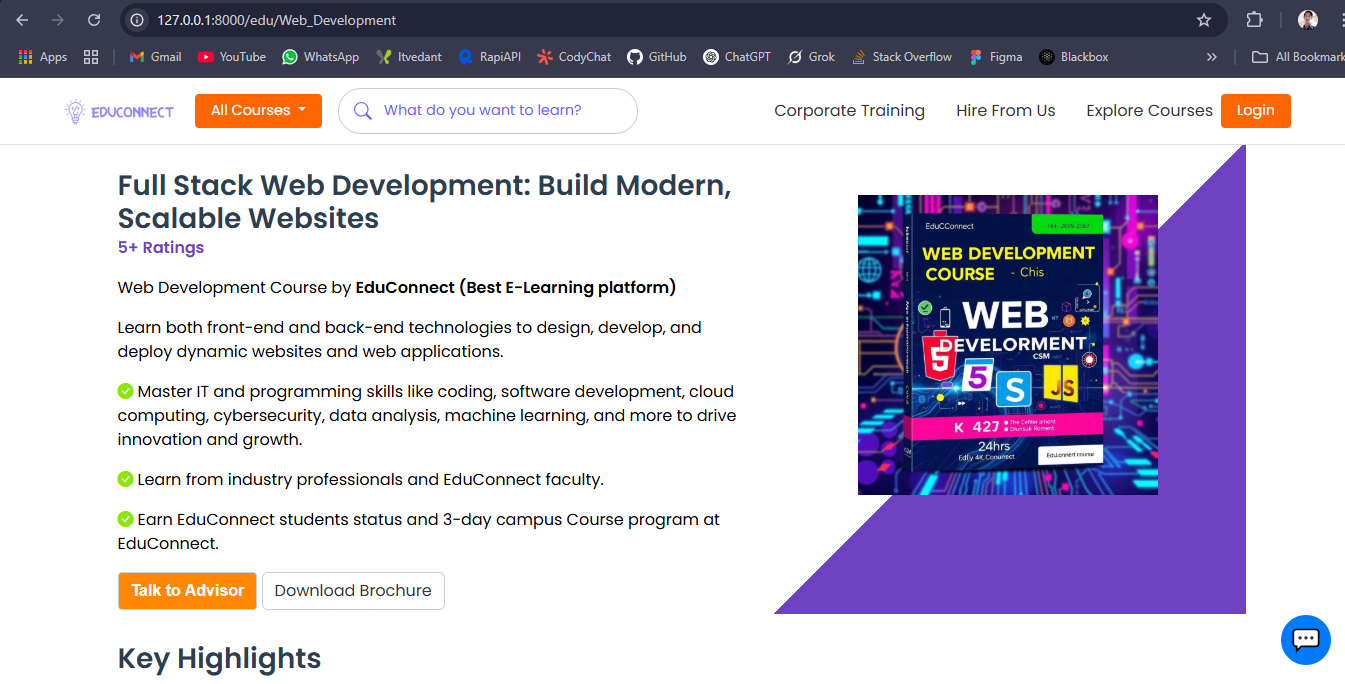 127.0.0.1:8000/edu/Web_Development
Apps Gmail YouTube WhatsApp Itvedant RapiAPI CodyChat GitHub ChatGPT Grok Stack Overflow Figma Blackbox » All Bookmark
EDUCONNECT All Courses What do you want to learn? Corporate Training Hire From Us Explore Courses Login
Full Stack Web Development: Build Modern,
Scalable Websites
5+ Ratings
Web Development Course by EduConnect (Best E-Learning platform)
Learn both front-end and back-end technologies to design, develop, and
deploy dynamic websites and web applications.
Master IT and programming skills like coding, software development, cloud
computing, cybersecurity, data analysis, machine learning, and more to drive
innovation and growth.
Learn from industry professionals and EduConnect faculty.
Earn EduConnect students status and 3-day campus Course program at
EduConnect.
Talk to Advisor Download Brochure
Key Highlights
EduCConnect
WEB DEVELOPMENT
COURSE - Chis
WEB
DEVELORMENT
CSM
5 5 S JS
K 42J
24hrs